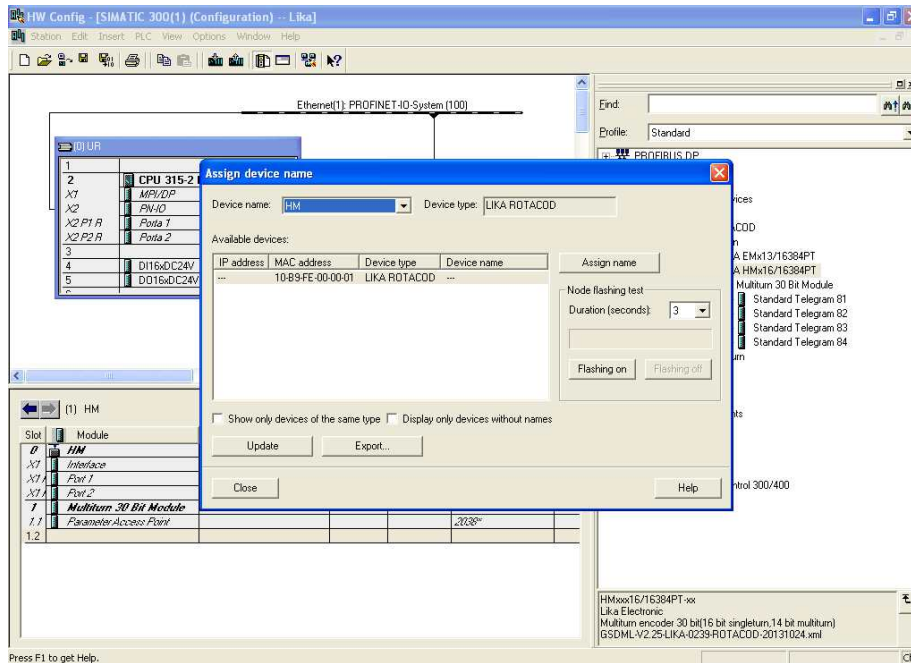 HW Config - [SIMATIC 300(1) (Configuration) -- Lika]
Station Edit Insert PLC View Options Window Help
Ethernet(1): PROFINET-IO-System (100)
Find:
Profile: Standard
PROFIBUS DP
(0) UR
1
2 CPU 315-2
X1 MPI/DP
X2 PN-IO
X2 P1 R Porta 1
X2 P2 R Porta 2
3
4 DI16xDC24V
5 DO16xDC24V
Assign device name
Device name: HM Device type: LIKA ROTACOD
Available devices:
IP address MAC address Device type Device name
--- 10-B9-FE-00-00-01 LIKA ROTACOD ---
Assign name
Node flashing test
Duration (seconds): 3
Flashing on Flashing off
Show only devices of the same type Display only devices without names
Update Export...
Close Help
EMx13/16384PT
HMx16/16384PT
Multiturn 30 Bit Module
Standard Telegram 81
Standard Telegram 82
Standard Telegram 83
Standard Telegram 84
ntrol 300/400
(1) HM
Slot Module
0 HM
X1 Interface
X1 Port 1
X1 Port 2
1 Multiturn 30 Bit Module
1.1 Parameter Access Point 2038*
1.2
HMxxx16/16384PT-xx
Lika Electronic
Multiturn encoder 30 bit(16 bit singleturn,14 bit multiturn)
GSDML-V2.25-LIKA-0239-ROTACOD-20131024.xml
Press F1 to get Help.